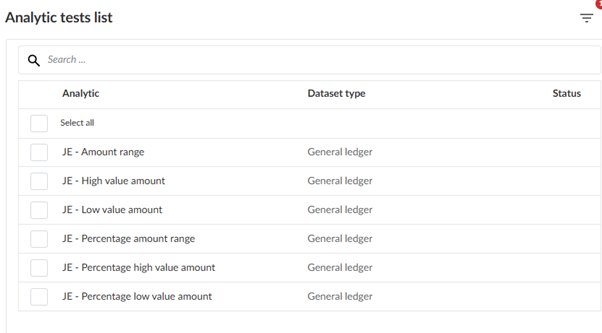 Analytic tests list
Search ...
Analytic Dataset type Status
Select all
JE - Amount range General ledger
JE - High value amount General ledger
JE - Low value amount General ledger
JE - Percentage amount range General ledger
JE - Percentage high value amount General ledger
JE - Percentage low value amount General ledger